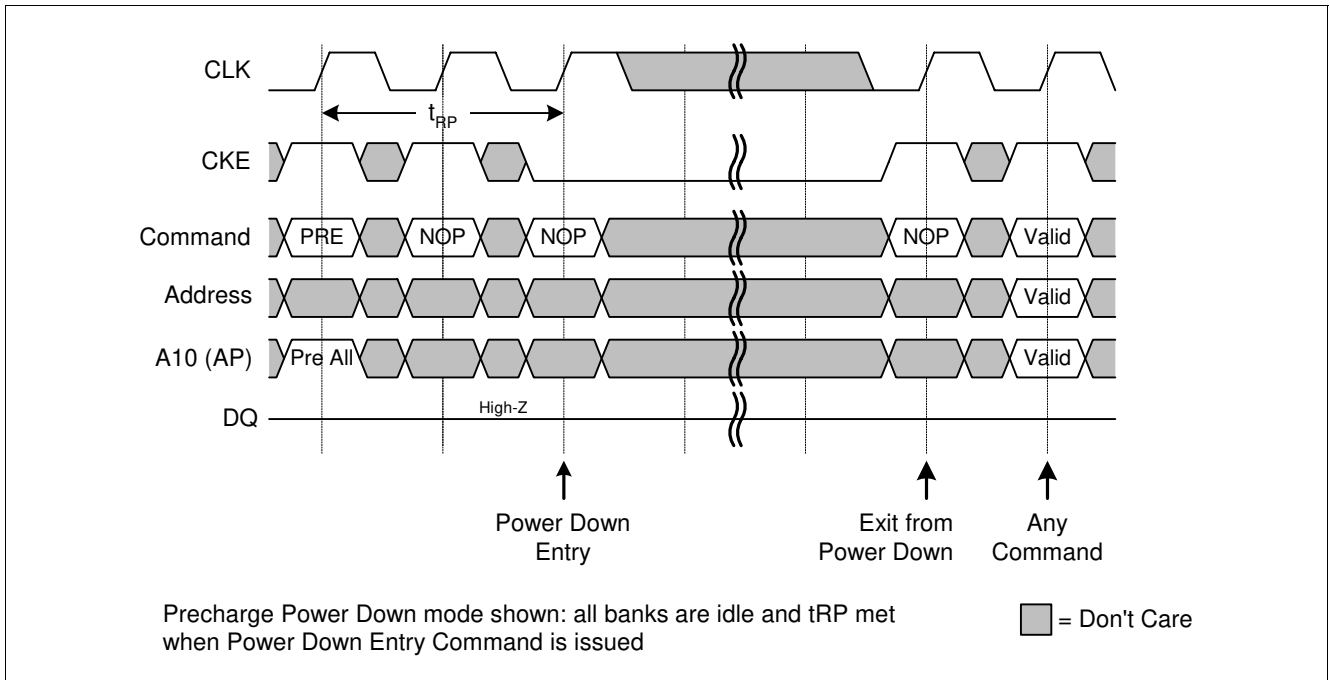 CLK
t_RP
CKE
Command PRE NOP NOP NOP Valid
Address Valid
A10 (AP) Pre All Valid
High-Z
DQ
Power Down Entry
Exit from Power Down
Any Command
Precharge Power Down mode shown: all banks are idle and tRP met
when Power Down Entry Command is issued
= Don't Care